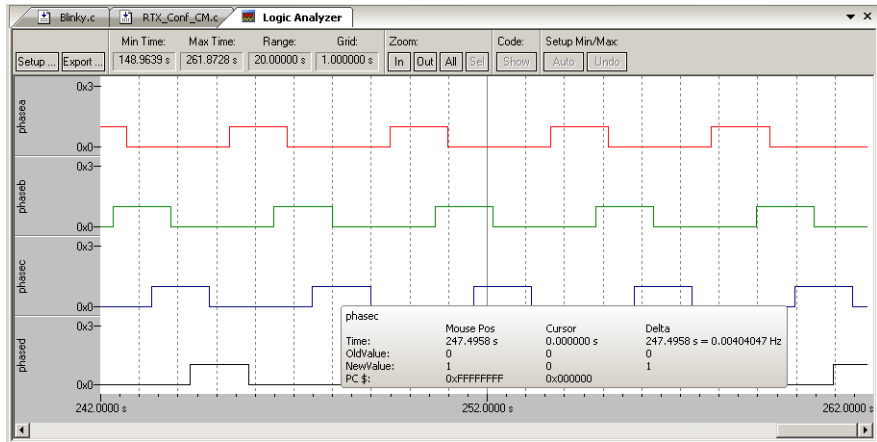 Blinky.c RTX_Conf_CM.c Logic Analyzer
Min Time: Max Time: Range: Grid: Zoom: Code: Setup Min/Max:
Setup ... Export ... 148.9639 s 261.8728 s 20.00000 s 1.000000 s In Out All Sel Show Auto Undo
0x3
phasea
0x0
0x3
phaseb
0x0
0x3
phasec
0x0
0x3
phased
0x0
phasec
Mouse Pos Cursor Delta
Time: 247.4958 s 0.000000 s 247.4958 s = 0.00404047 Hz
OldValue: 0 0 0
NewValue: 1 0 1
PC $: 0xFFFFFFFF 0x000000
242.0000 s 252.0000 s 262.0000 s